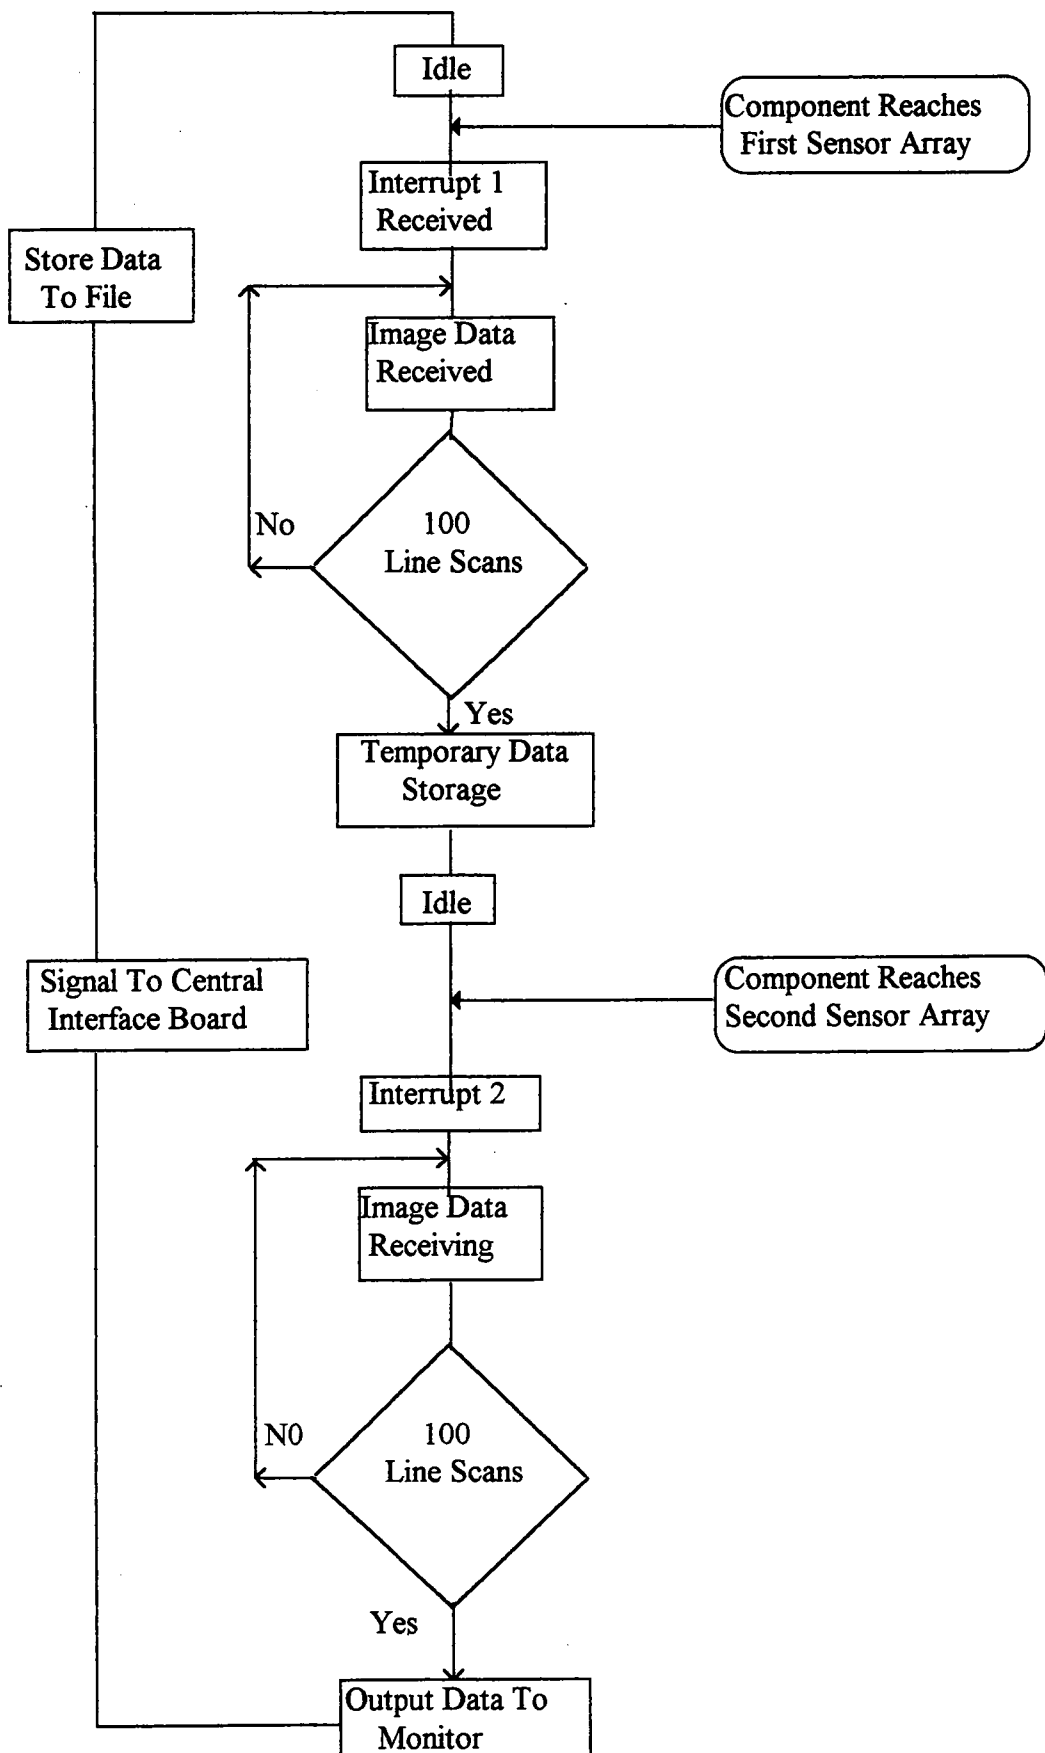 Idle
Component Reaches
First Sensor Array
Interrupt 1
Received
Store Data
To File
Image Data
Received
No
100
Line Scans
Yes
Temporary Data
Storage
Idle
Signal To Central
Interface Board
Component Reaches
Second Sensor Array
Interrupt 2
Image Data
Receiving
N0
100
Line Scans
Yes
Output Data To
Monitor